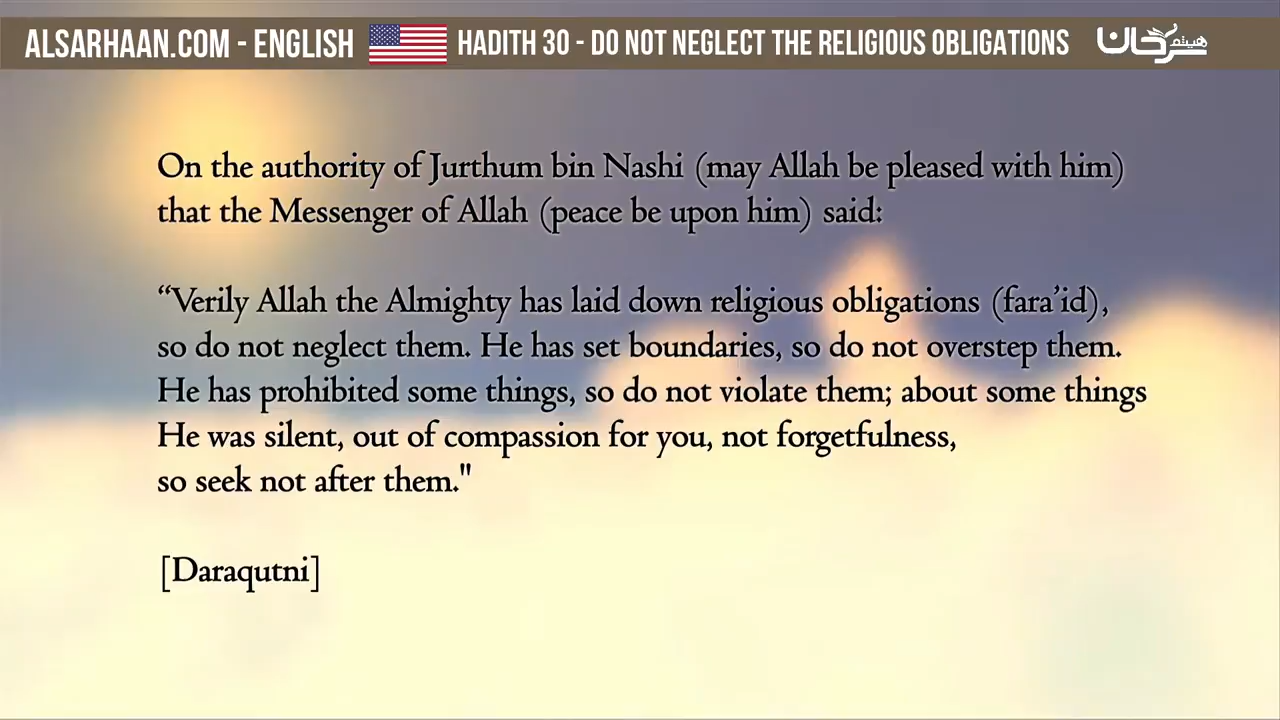 ALSARHAAN.COM - ENGLISH HADITH 30 - DO NOT NEGLECT THE RELIGIOUS OBLIGATIONS هيثم سرحان
On the authority of Jurthum bin Nashi (may Allah be pleased with him)
that the Messenger of Allah (peace be upon him) said:
“Verily Allah the Almighty has laid down religious obligations (fara’id),
so do not neglect them. He has set boundaries, so do not overstep them.
He has prohibited some things, so do not violate them; about some things
He was silent, out of compassion for you, not forgetfulness,
so seek not after them."
[Daraqutni]